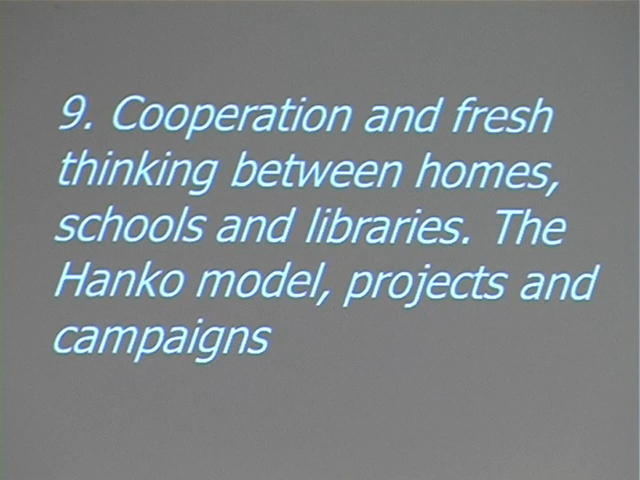 9. Cooperation and fresh
thinking between homes,
schools and libraries. The
Hanko model, projects and
campaigns